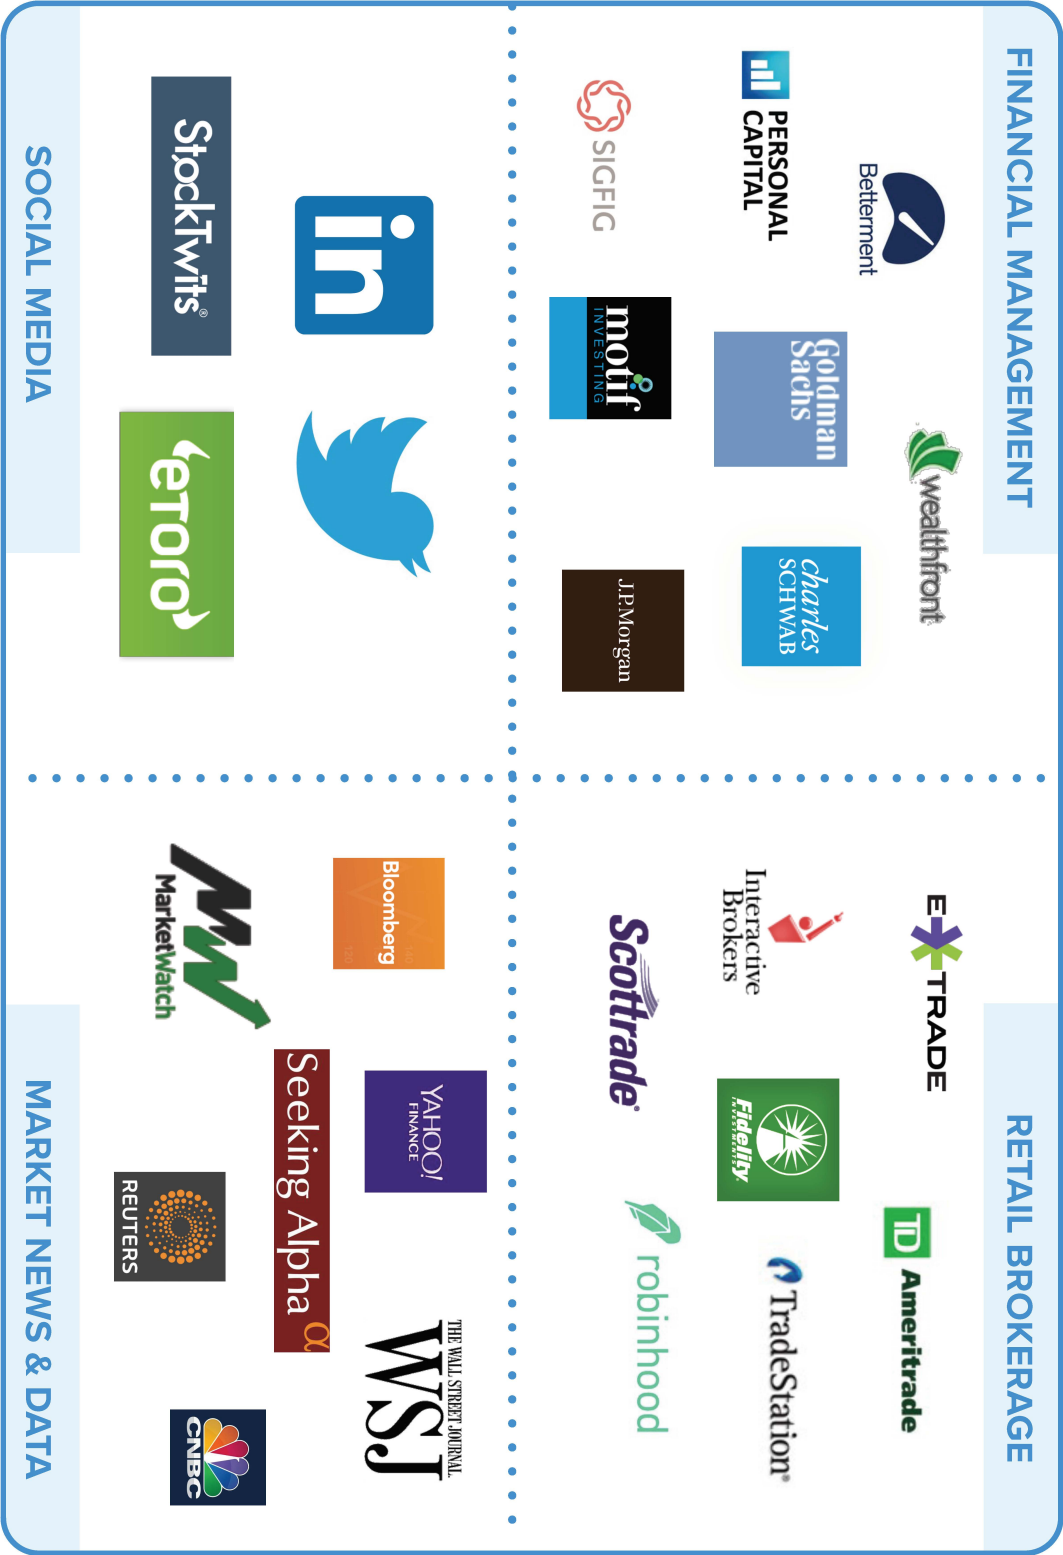 FINANCIAL MANAGEMENT
Betterment
wealthfront
PERSONAL
CAPITAL
Goldman
Sachs
charles
SCHWAB
SIGFIG
motif
INVESTING
J.P.Morgan
RETAIL BROKERAGE
E*TRADE
TD Ameritrade
Interactive
Brokers
Fidelity
INVESTMENTS
TradeStation®
Scottrade®
robinhood
SOCIAL MEDIA
in
StockTwits®
eToro
MARKET NEWS & DATA
Bloomberg
YAHOO!
FINANCE
THE WALL STREET JOURNAL.
WSJ
MarketWatch
Seeking Alpha α
REUTERS
CNBC